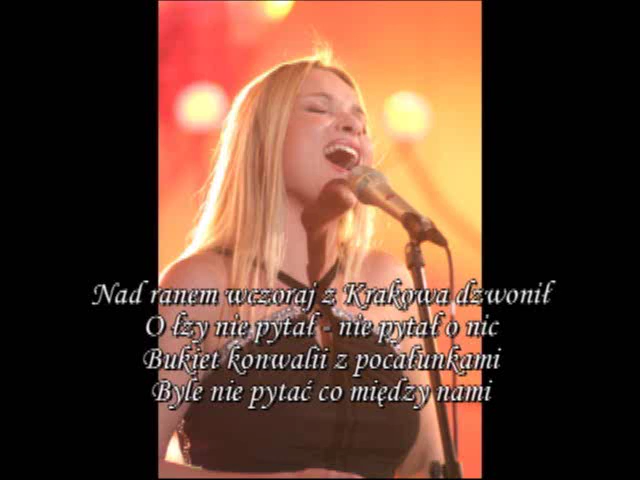 Nad ranem wczoraj z Krakowa dzwonił
O łzy nie pytał - nie pytał o nic
Bukiet konwalii z pocałunkami
Byle nie pytać co między nami